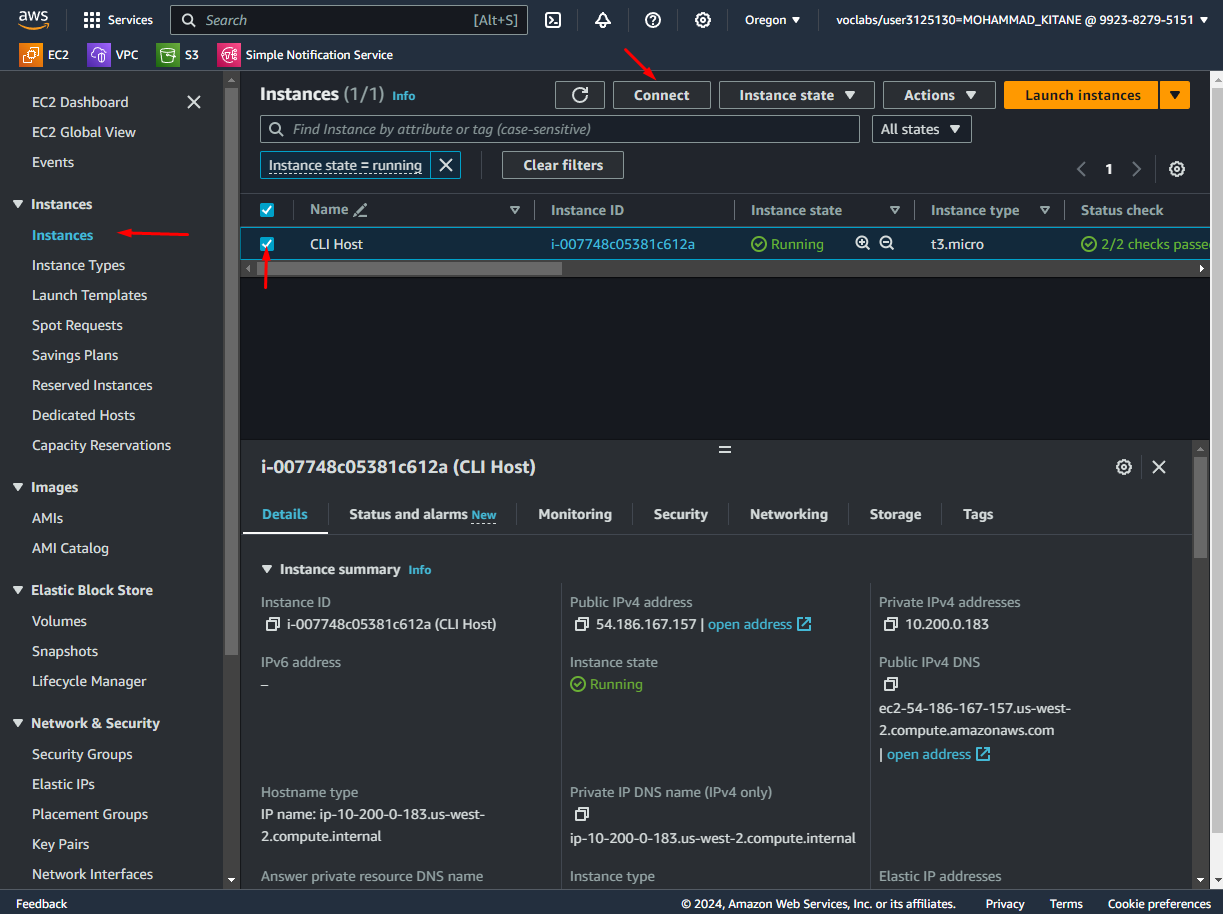 aws Services Search [Alt+S] Oregon voclabs/user3125130=MOHAMMAD_KITANE @ 9923-8279-5151
EC2 VPC S3 Simple Notification Service
EC2 Dashboard
EC2 Global View
Events
Instances
Instances
Instance Types
Launch Templates
Spot Requests
Savings Plans
Reserved Instances
Dedicated Hosts
Capacity Reservations
Images
AMIs
AMI Catalog
Elastic Block Store
Volumes
Snapshots
Lifecycle Manager
Network & Security
Security Groups
Elastic IPs
Placement Groups
Key Pairs
Network Interfaces
Instances (1/1) Info Connect Instance state Actions Launch instances
Find Instance by attribute or tag (case-sensitive) All states
Instance state = running Clear filters 1
Name Instance ID Instance state Instance type Status check
CLI Host i-007748c05381c612a Running t3.micro 2/2 checks passe
i-007748c05381c612a (CLI Host)
Details Status and alarms New Monitoring Security Networking Storage Tags
Instance summary Info
Instance ID
i-007748c05381c612a (CLI Host)
Public IPv4 address
54.186.167.157 | open address
Private IPv4 addresses
10.200.0.183
IPv6 address
–
Instance state
Running
Public IPv4 DNS
ec2-54-186-167-157.us-west-
2.compute.amazonaws.com
| open address
Hostname type
IP name: ip-10-200-0-183.us-west-
2.compute.internal
Private IP DNS name (IPv4 only)
ip-10-200-0-183.us-west-2.compute.internal
Answer private resource DNS name
Instance type
Elastic IP addresses
Feedback © 2024, Amazon Web Services, Inc. or its affiliates. Privacy Terms Cookie preferences